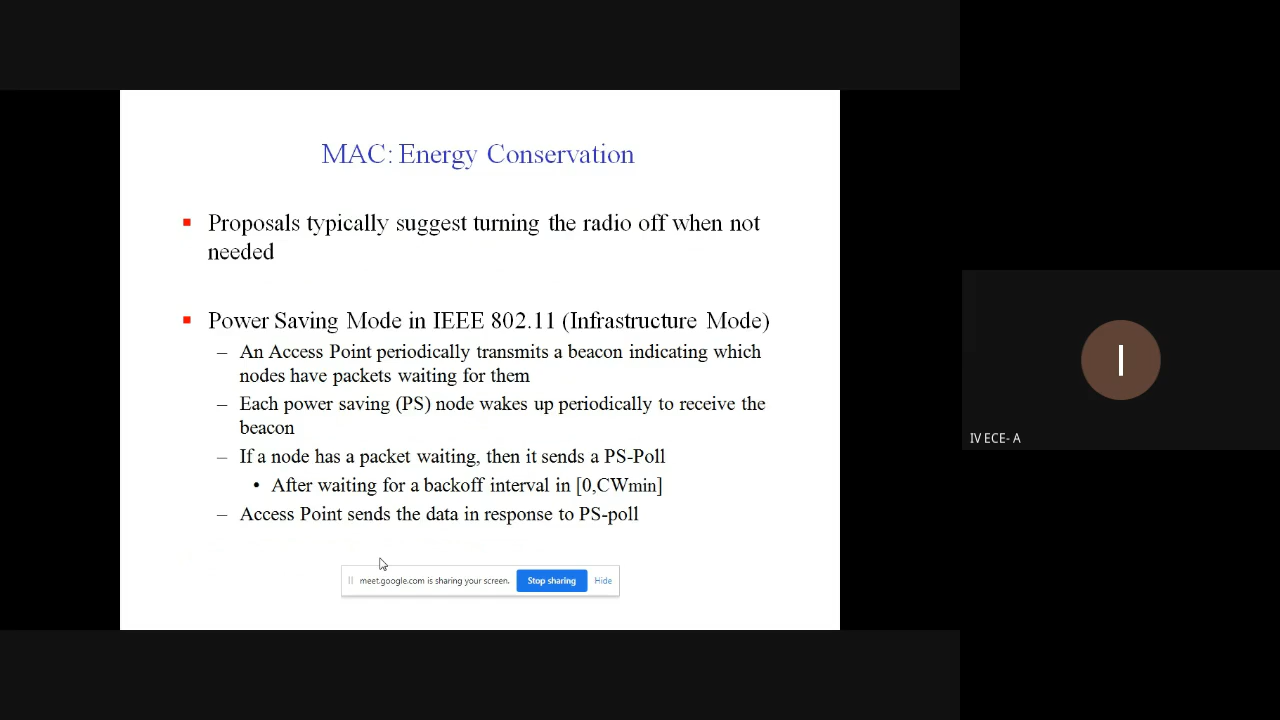 MAC: Energy Conservation
▪ Proposals typically suggest turning the radio off when not
needed
▪ Power Saving Mode in IEEE 802.11 (Infrastructure Mode)
– An Access Point periodically transmits a beacon indicating which
nodes have packets waiting for them
– Each power saving (PS) node wakes up periodically to receive the
beacon
– If a node has a packet waiting, then it sends a PS-Poll
• After waiting for a backoff interval in [0,CWmin]
– Access Point sends the data in response to PS-poll
meet.google.com is sharing your screen. Stop sharing Hide
I
IV ECE- A